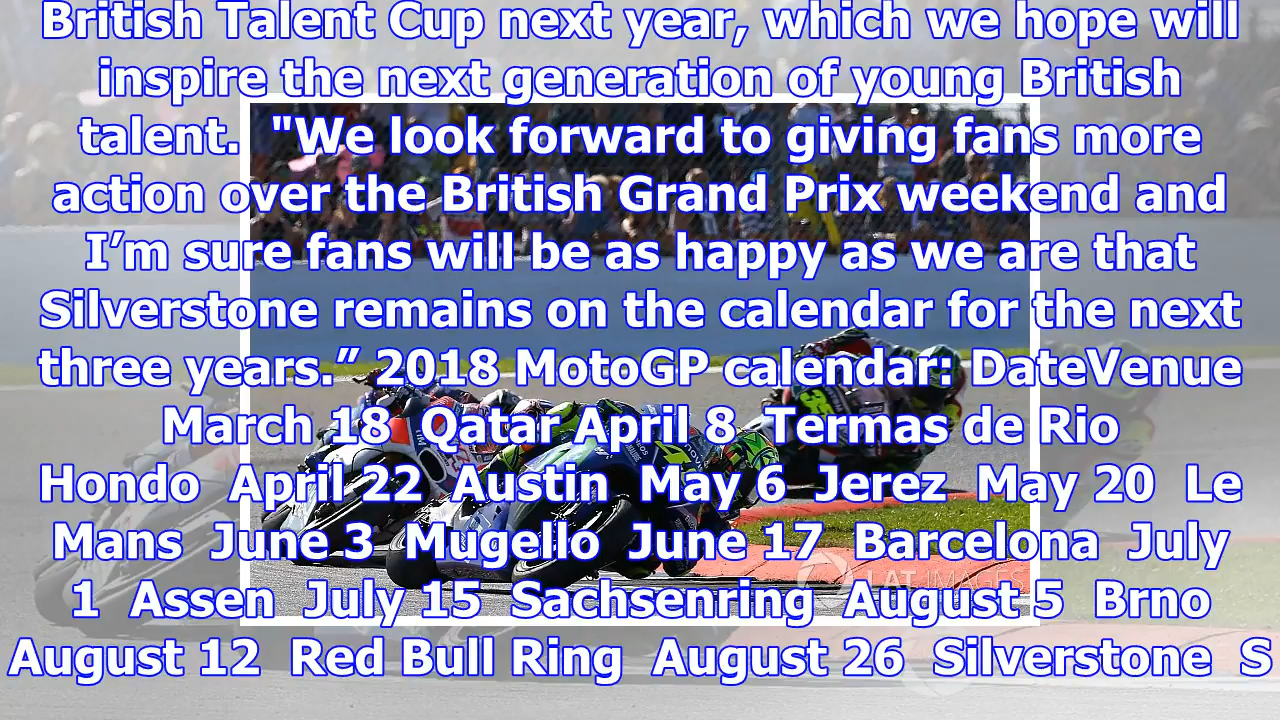 British Talent Cup next year, which we hope will
inspire the next generation of young British
talent.  "We look forward to giving fans more
action over the British Grand Prix weekend and
I’m sure fans will be as happy as we are that
Silverstone remains on the calendar for the next
three years.”  2018 MotoGP calendar: DateVenue
March 18  Qatar April 8  Termas de Rio
Hondo  April 22  Austin  May 6  Jerez  May 20  Le
Mans  June 3  Mugello  June 17  Barcelona  July
1  Assen  July 15  Sachsenring  August 5  Brno
August 12  Red Bull Ring  August 26  Silverstone  S
LAT IMAGES